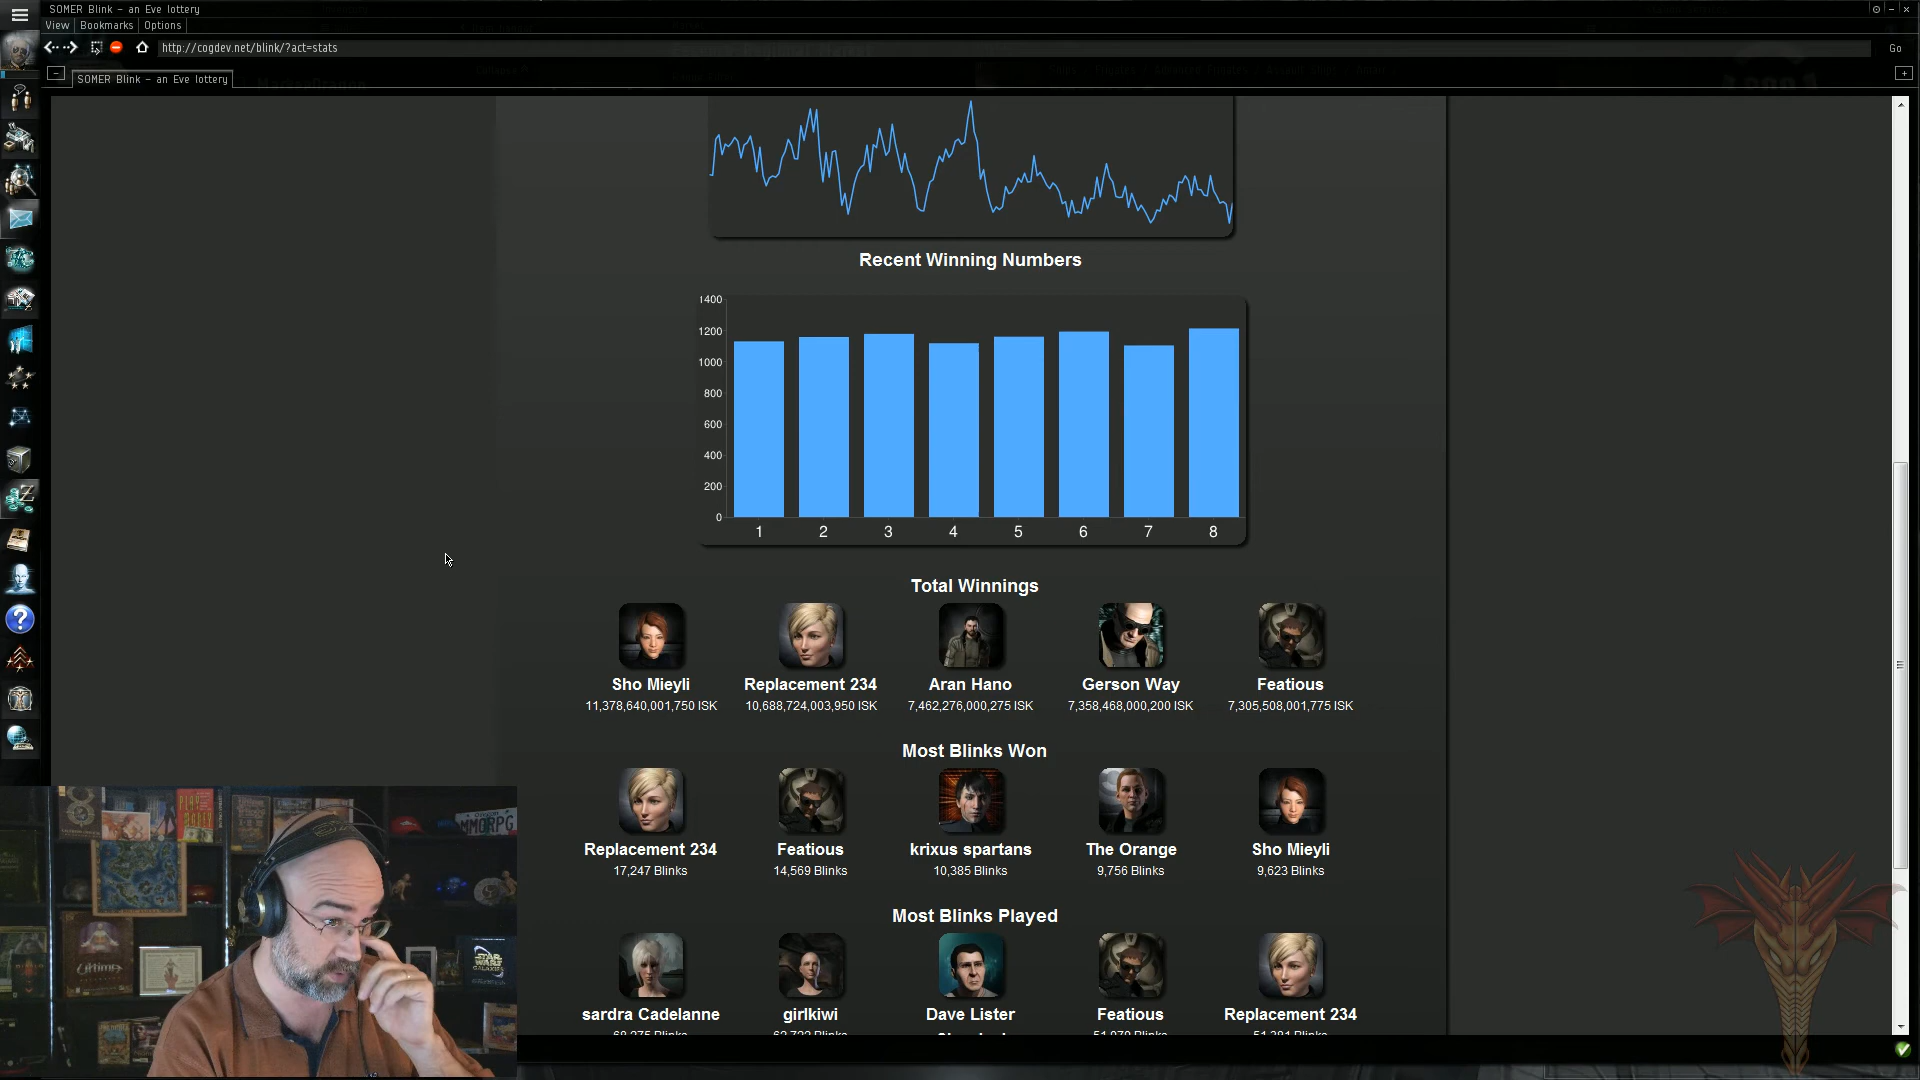 SOMER Blink - an Eve lottery
View Bookmarks Options
http://cogdev.net/blink/?act=stats
Go
SOMER Blink - an Eve lottery
Recent Winning Numbers
1400
1200
1000
800
600
400
200
0
1 2 3 4 5 6 7 8
Total Winnings
Sho Mieyli Replacement 234 Aran Hano Gerson Way Featious
11,378,640,001,750 ISK 10,688,724,003,950 ISK 7,462,276,000,275 ISK 7,358,468,000,200 ISK 7,305,508,001,775 ISK
Most Blinks Won
Replacement 234 Featious krixus spartans The Orange Sho Mieyli
17,247 Blinks 14,569 Blinks 10,385 Blinks 9,756 Blinks 9,623 Blinks
Most Blinks Played
sardra Cadelanne girlkiwi Dave Lister Featious Replacement 234
MMORPG
Ultima
STAR WARS GALAXIES